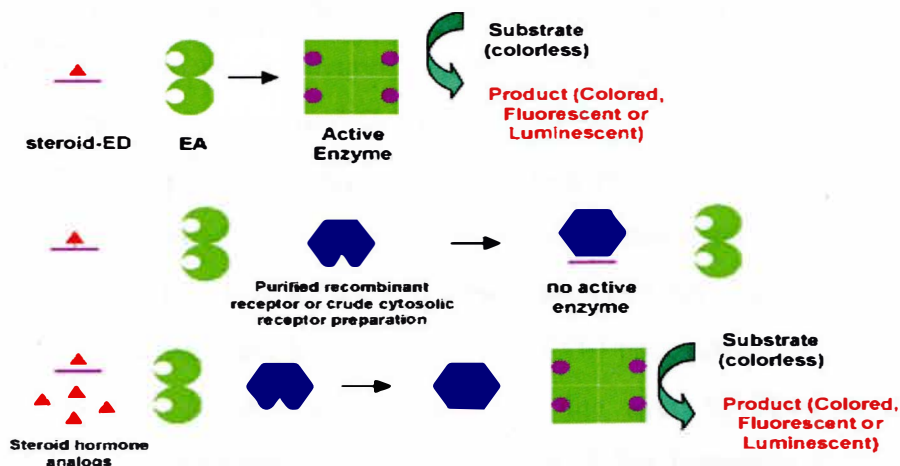 Substrate
(colorless)
Product (Colored,
Fluorescent or
Luminescent)
steroid-ED
EA
Active
Enzyme
Purified recombinant
receptor or crude cytosolic
receptor preparation
no active
enzyme
Substrate
(colorless)
Product (Colored,
Fluorescent or
Luminescent)
Steroid hormone
analogs